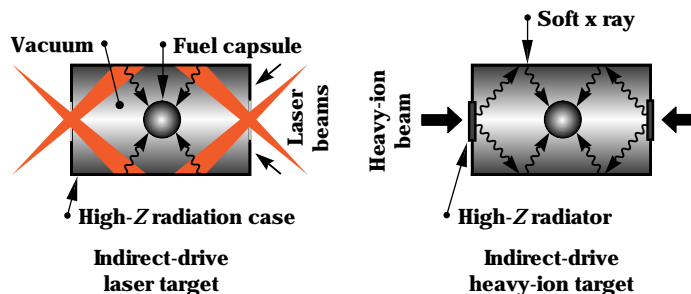 Vacuum
Fuel capsule
Laser
beams
High-Z radiation case
Indirect-drive
laser target
Soft x ray
Heavy-ion
beam
High-Z radiator
Indirect-drive
heavy-ion target